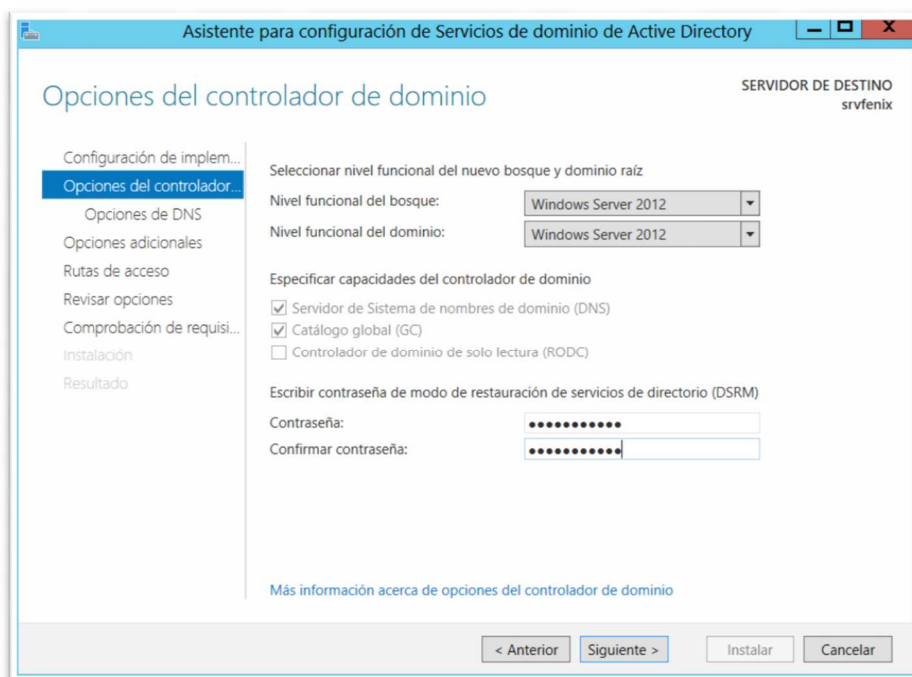 Asistente para configuración de Servicios de dominio de Active Directory
Opciones del controlador de dominio
SERVIDOR DE DESTINO
srvfenix
Configuración de implem...
Opciones del controlador...
Opciones de DNS
Opciones adicionales
Rutas de acceso
Revisar opciones
Comprobación de requisi...
Instalación
Resultado
Seleccionar nivel funcional del nuevo bosque y dominio raíz
Nivel funcional del bosque: Windows Server 2012
Nivel funcional del dominio: Windows Server 2012
Especificar capacidades del controlador de dominio
Servidor de Sistema de nombres de dominio (DNS)
Catálogo global (GC)
Controlador de dominio de solo lectura (RODC)
Escribir contraseña de modo de restauración de servicios de directorio (DSRM)
Contraseña: •••••••••••
Confirmar contraseña: •••••••••••
Más información acerca de opciones del controlador de dominio
< Anterior Siguiente > Instalar Cancelar